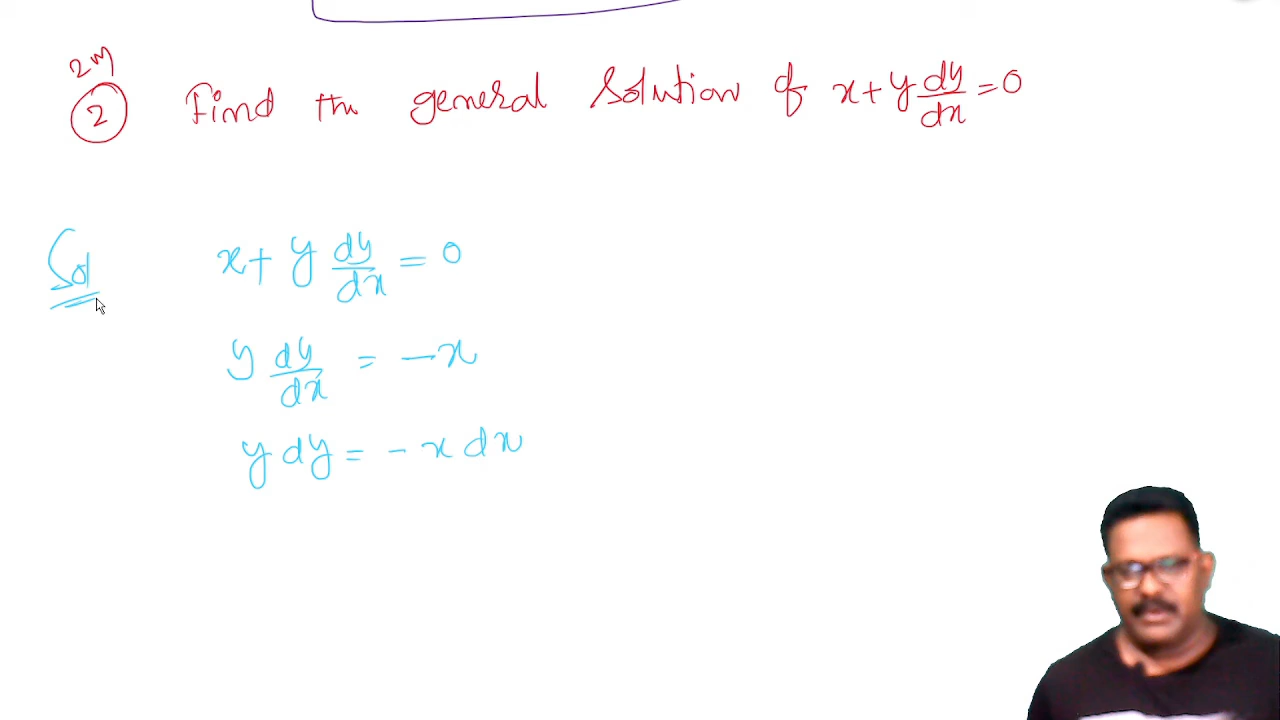 2M
② Find the general solution of x + y dy/dx = 0
Sol x + y dy/dx = 0
y dy/dx = -x
y dy = - x dx